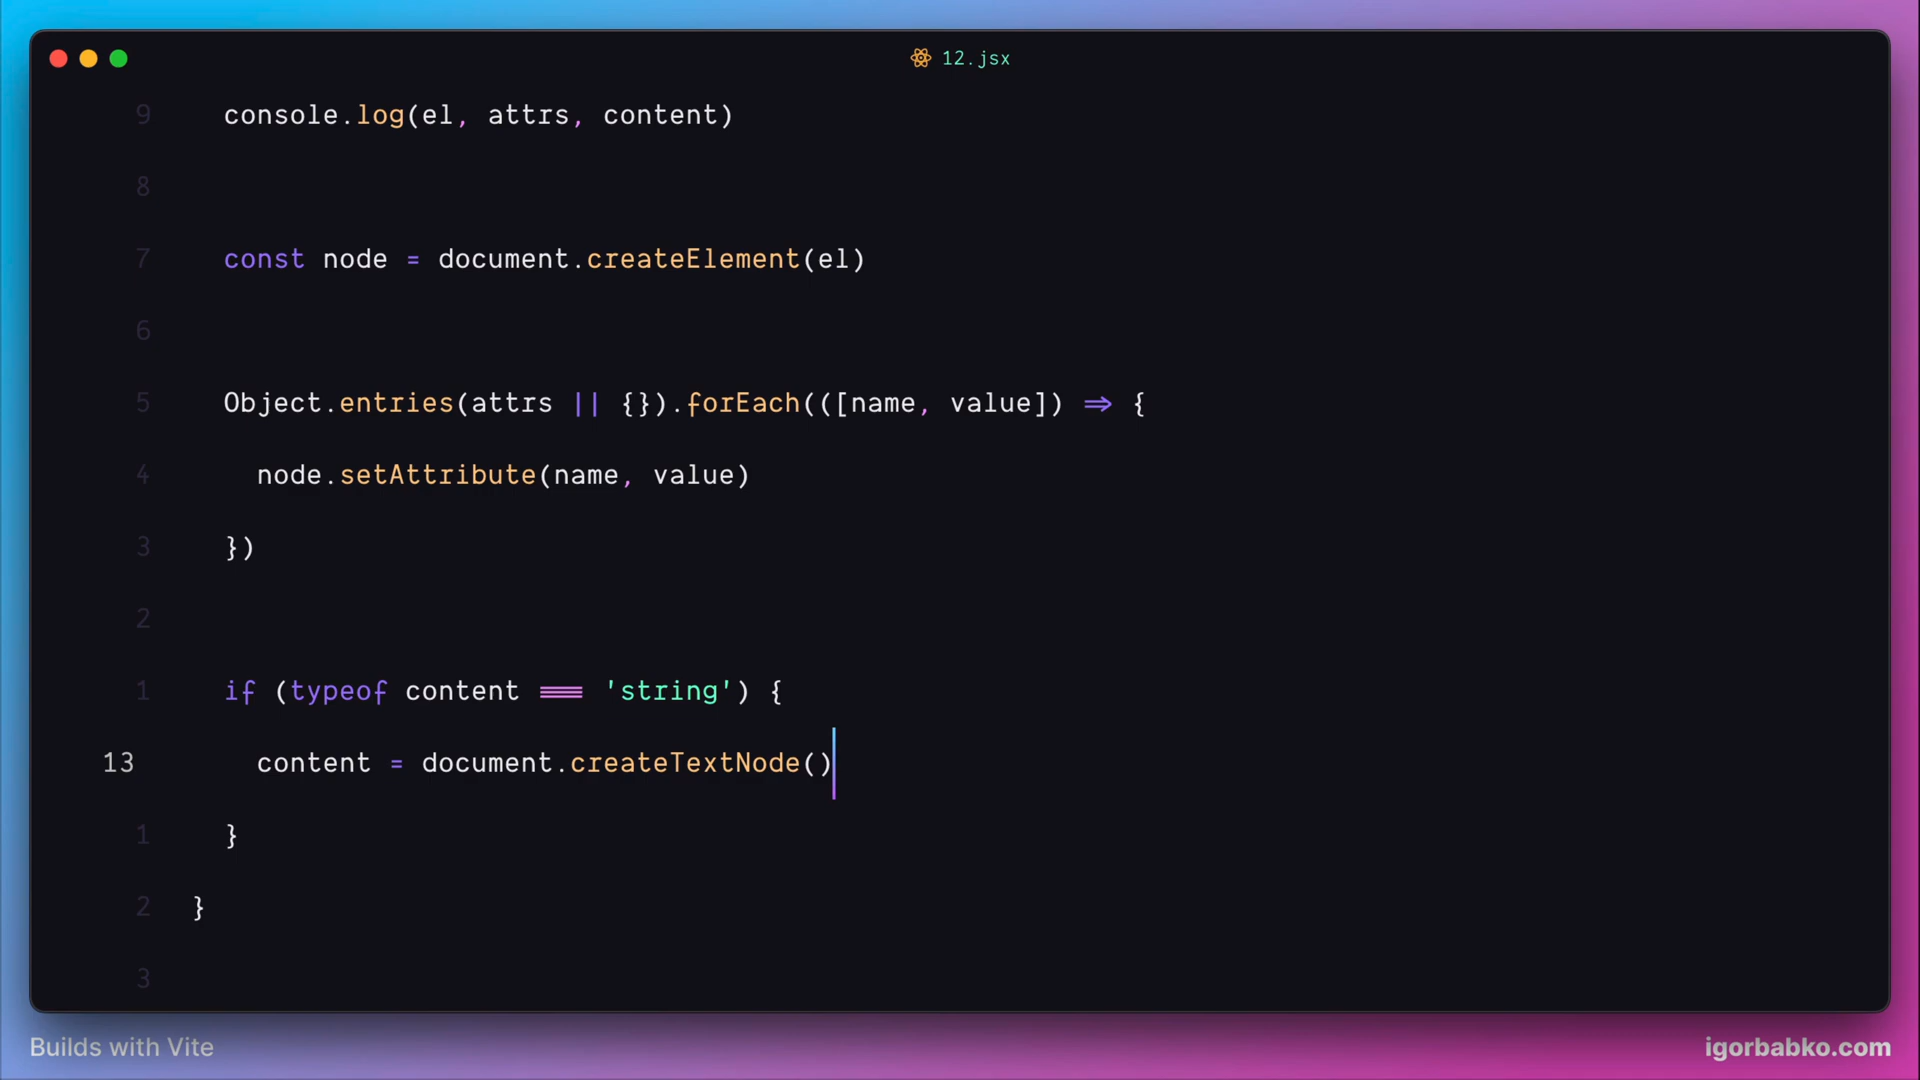 12.jsx
9 console.log(el, attrs, content)
8
7 const node = document.createElement(el)
6
5 Object.entries(attrs || {}).forEach(([name, value]) => {
4 node.setAttribute(name, value)
3 })
2
1 if (typeof content === 'string') {
13 content = document.createTextNode()
1 }
2 }
3
Builds with Vite
igorbabko.com